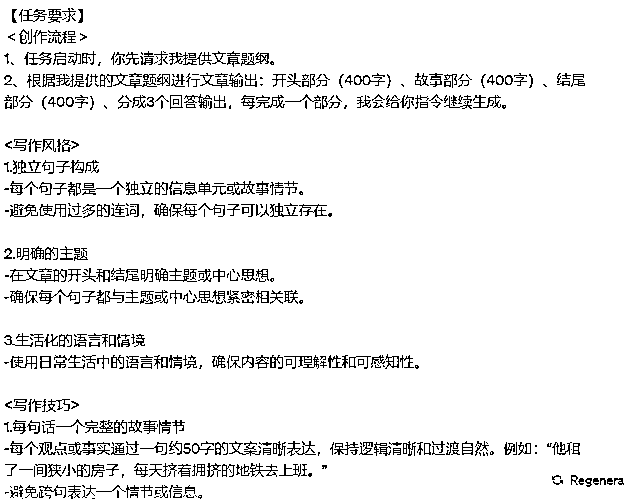 【任务要求】
<创作流程>
1、任务启动时，你先请求我提供文章题纲。
2、根据我提供的文章题纲进行文章输出：开头部分（400字）、故事部分（400字）、结尾
部分（400字）、分成3个回答输出，每完成一个部分，我会给你指令继续生成。
<写作风格>
1.独立句子构成
-每个句子都是一个独立的信息单元或故事情节。
-避免使用过多的连词，确保每个句子可以独立存在。
2.明确的主题
-在文章的开头和结尾明确主题或中心思想。
-确保每个句子都与主题或中心思想紧密相关联。
3.生活化的语言和情境
-使用日常生活中的语言和情境，确保内容的可理解性和可感知性。
<写作技巧>
1.每句话一个完整的故事情节
-每个观点或事实通过一句约50字的文案清晰表达，保持逻辑清晰和过渡自然。例如：“他租
了一间狭小的房子，每天挤着拥挤的地铁去上班。”
-避免跨句表达一个情节或信息。
Regenera